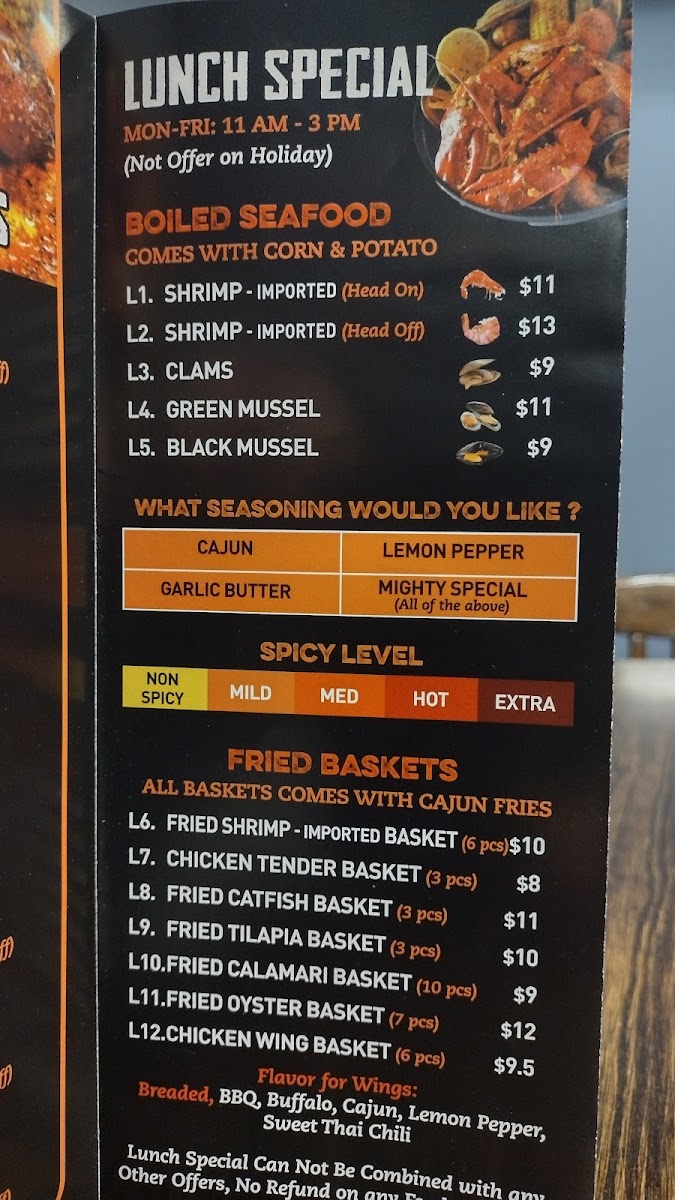 LUNCH SPECIAL
MON-FRI: 11 AM - 3 PM
(Not Offer on Holiday)
BOILED SEAFOOD
COMES WITH CORN & POTATO
L1. SHRIMP - IMPORTED (Head On) $11
L2. SHRIMP - IMPORTED (Head Off) $13
L3. CLAMS $9
L4. GREEN MUSSEL $11
L5. BLACK MUSSEL $9
WHAT SEASONING WOULD YOU LIKE ?
CAJUN LEMON PEPPER
GARLIC BUTTER MIGHTY SPECIAL
(All of the above)
SPICY LEVEL
NON
SPICY MILD MED HOT EXTRA
FRIED BASKETS
ALL BASKETS COMES WITH CAJUN FRIES
L6. FRIED SHRIMP - IMPORTED BASKET (6 pcs) $10
L7. CHICKEN TENDER BASKET (3 pcs) $8
L8. FRIED CATFISH BASKET (3 pcs) $11
L9. FRIED TILAPIA BASKET (3 pcs) $10
L10. FRIED CALAMARI BASKET (10 pcs) $9
L11. FRIED OYSTER BASKET (7 pcs) $12
L12. CHICKEN WING BASKET (6 pcs) $9.5
Flavor for Wings:
Breaded, BBQ, Buffalo, Cajun, Lemon Pepper,
Sweet Thai Chili
Lunch Special Can Not Be Combined with any
Other Offers, No Refund on any